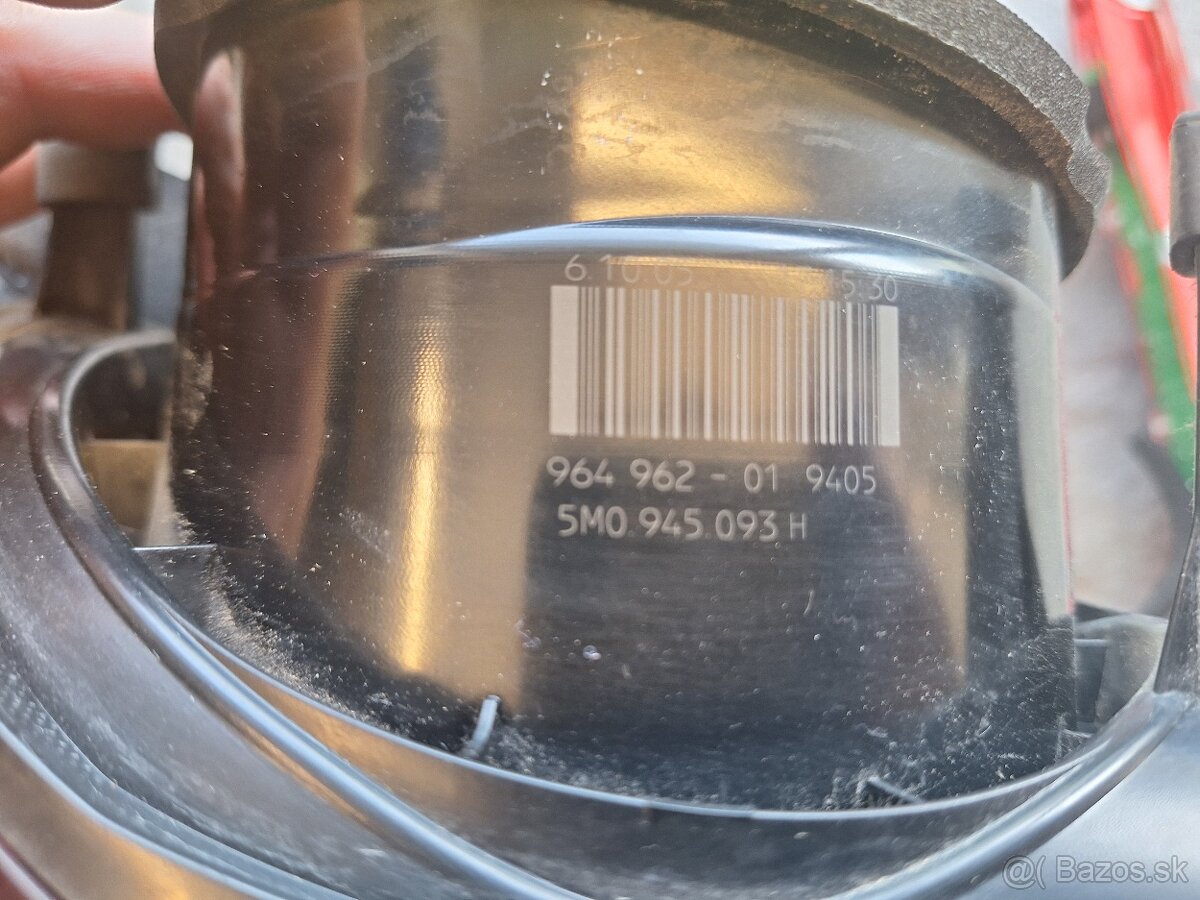 6.10.05 5:30
964 962 - 01 9405
5M0.945.093 H
@( Bazos.sk